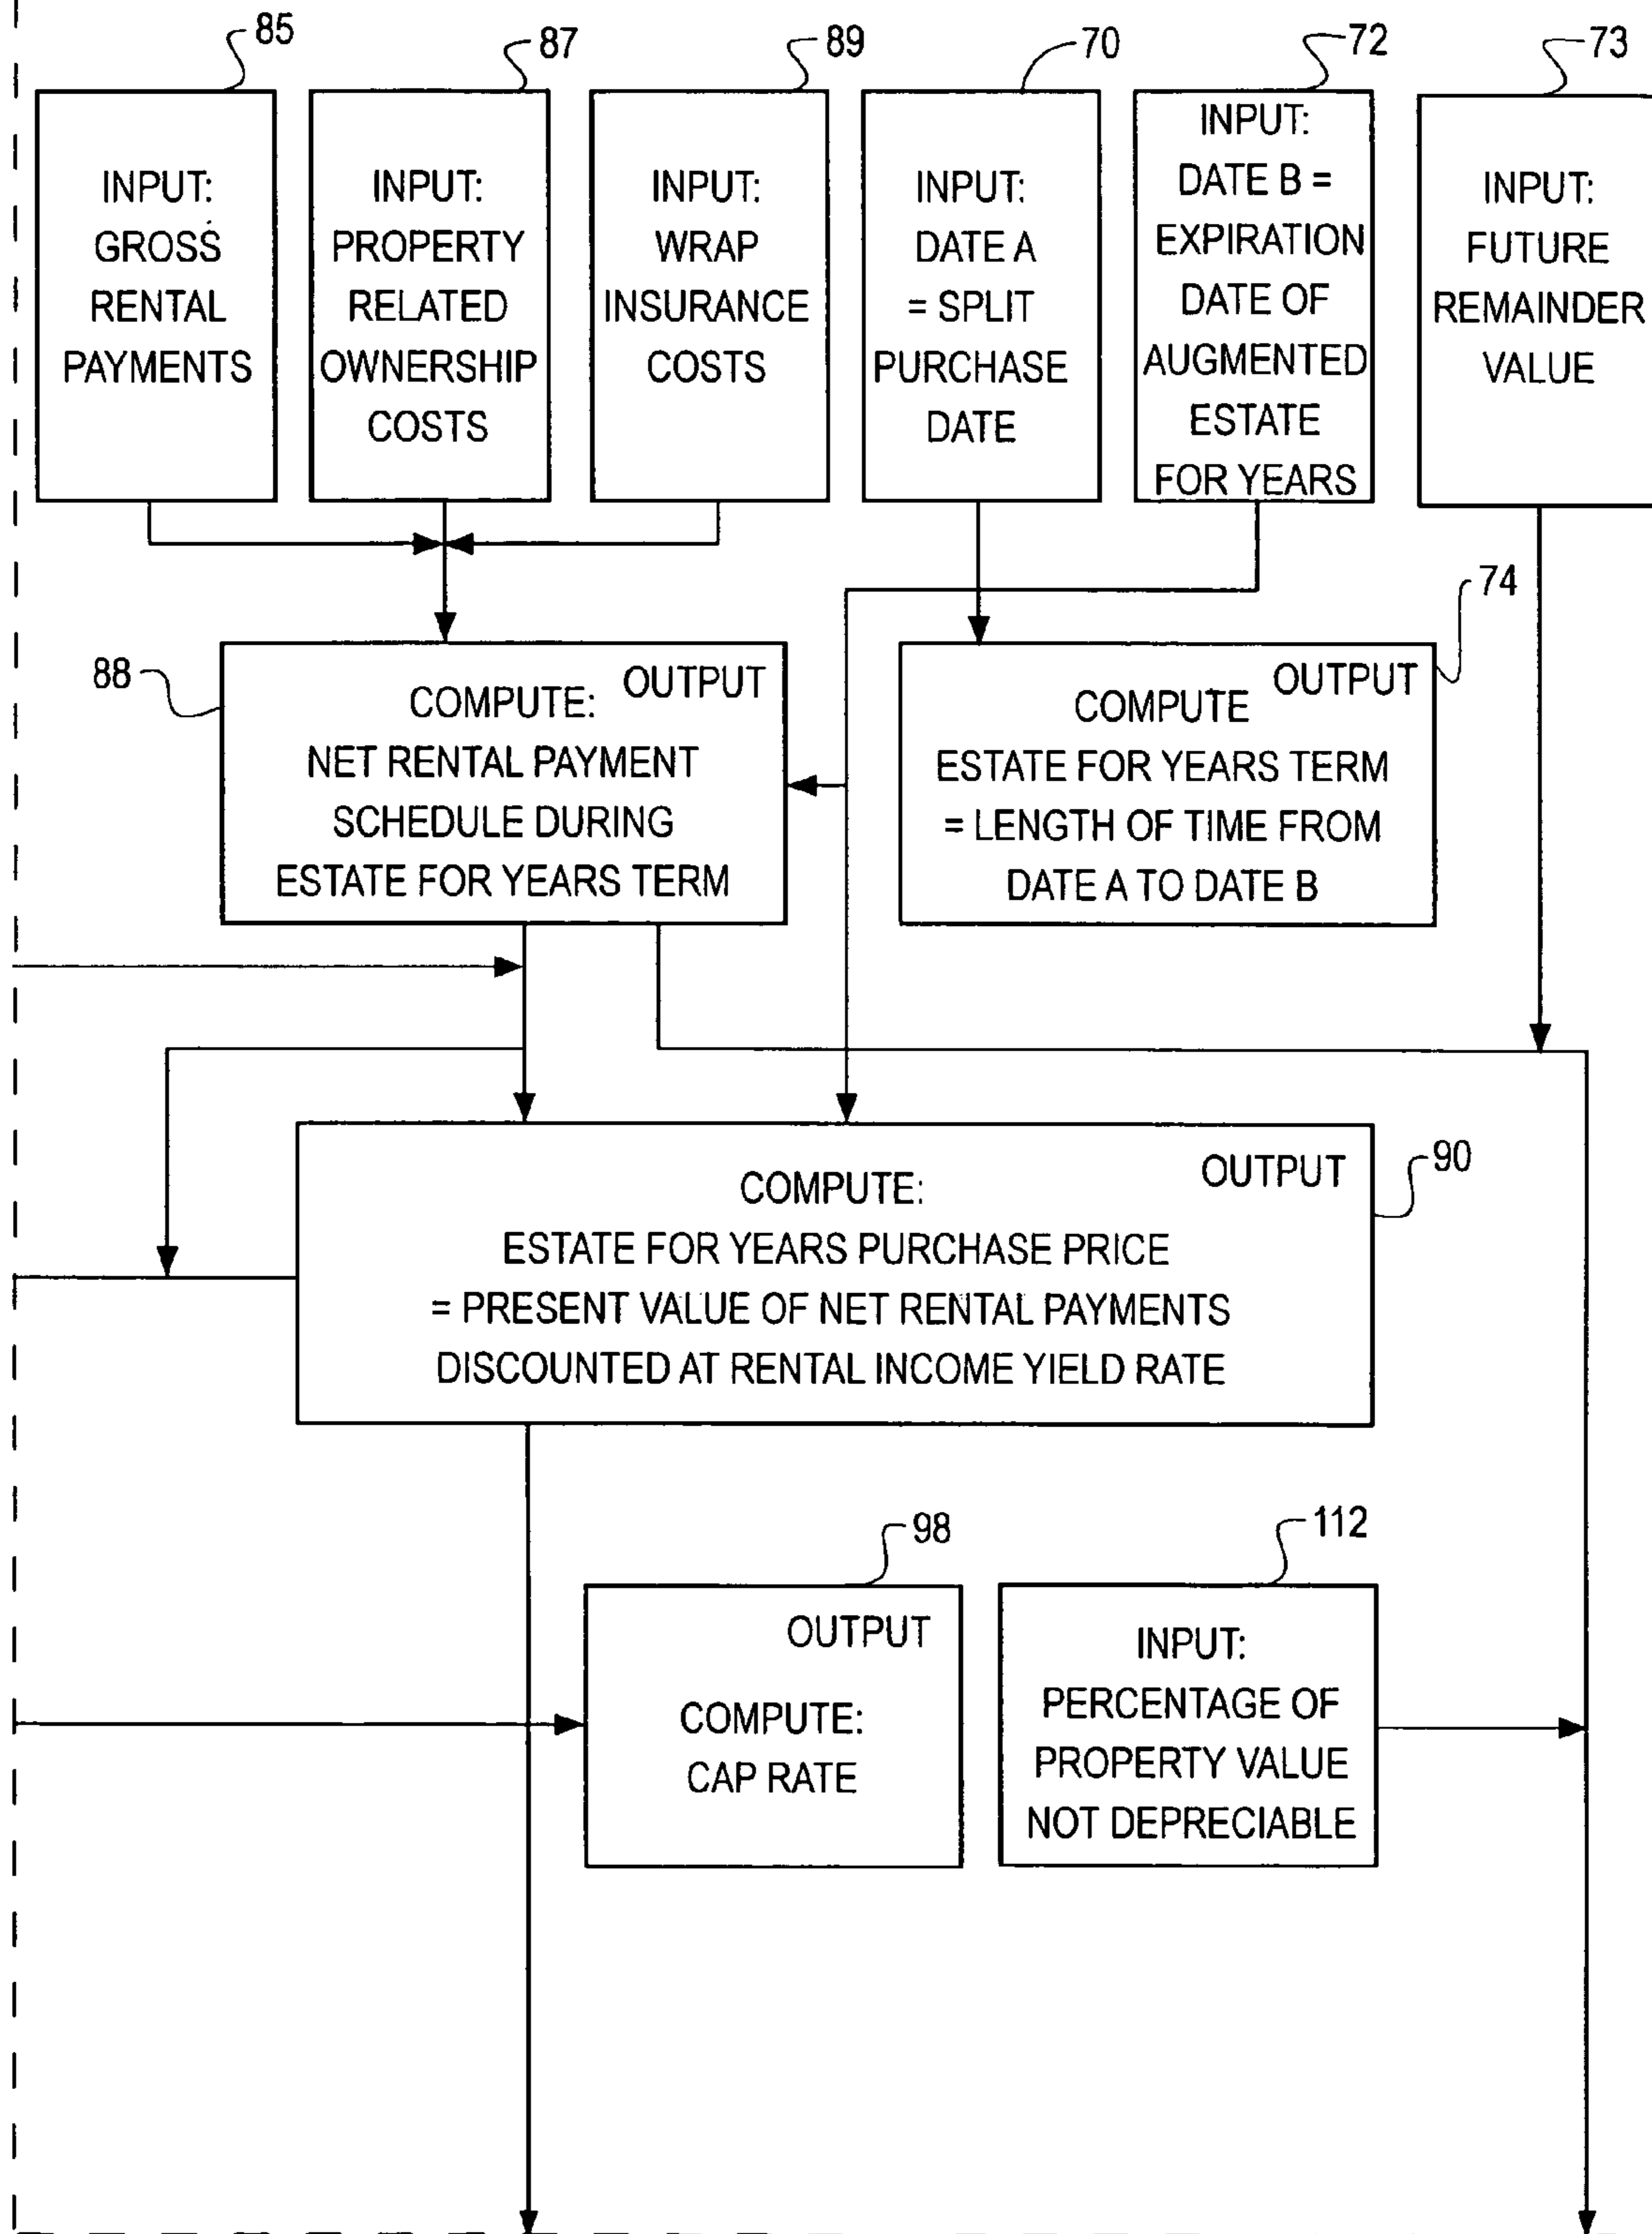 85
87
89
70
72
73
INPUT:
GROSS
RENTAL
PAYMENTS
INPUT:
PROPERTY
RELATED
OWNERSHIP
COSTS
INPUT:
WRAP
INSURANCE
COSTS
INPUT:
DATE A
= SPLIT
PURCHASE
DATE
INPUT:
DATE B =
EXPIRATION
DATE OF
AUGMENTED
ESTATE
FOR YEARS
INPUT:
FUTURE
REMAINDER
VALUE
88
OUTPUT
COMPUTE:
NET RENTAL PAYMENT
SCHEDULE DURING
ESTATE FOR YEARS TERM
74
OUTPUT
COMPUTE
ESTATE FOR YEARS TERM
= LENGTH OF TIME FROM
DATE A TO DATE B
90
OUTPUT
COMPUTE:
ESTATE FOR YEARS PURCHASE PRICE
= PRESENT VALUE OF NET RENTAL PAYMENTS
DISCOUNTED AT RENTAL INCOME YIELD RATE
98
OUTPUT
COMPUTE:
CAP RATE
112
INPUT:
PERCENTAGE OF
PROPERTY VALUE
NOT DEPRECIABLE